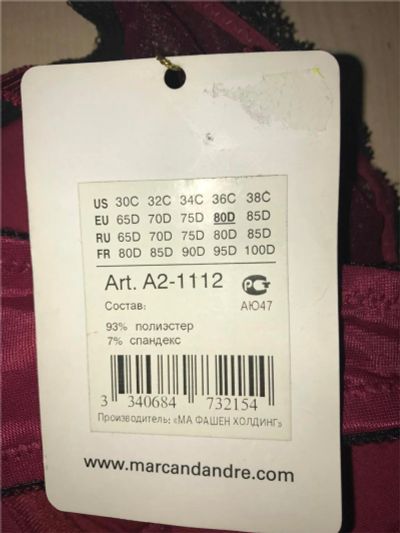 US 30C 32C 34C 36C 38C
EU 65D 70D 75D 80D 85D
RU 65D 70D 75D 80D 85D
FR 80D 85D 90D 95D 100D
Art. A2-1112
Состав: АЮ47
93% полиэстер
7% спандекс
3 340684 732154
Производитель: «МА ФАШЕН ХОЛДИНГ»
www.marcandandre.com